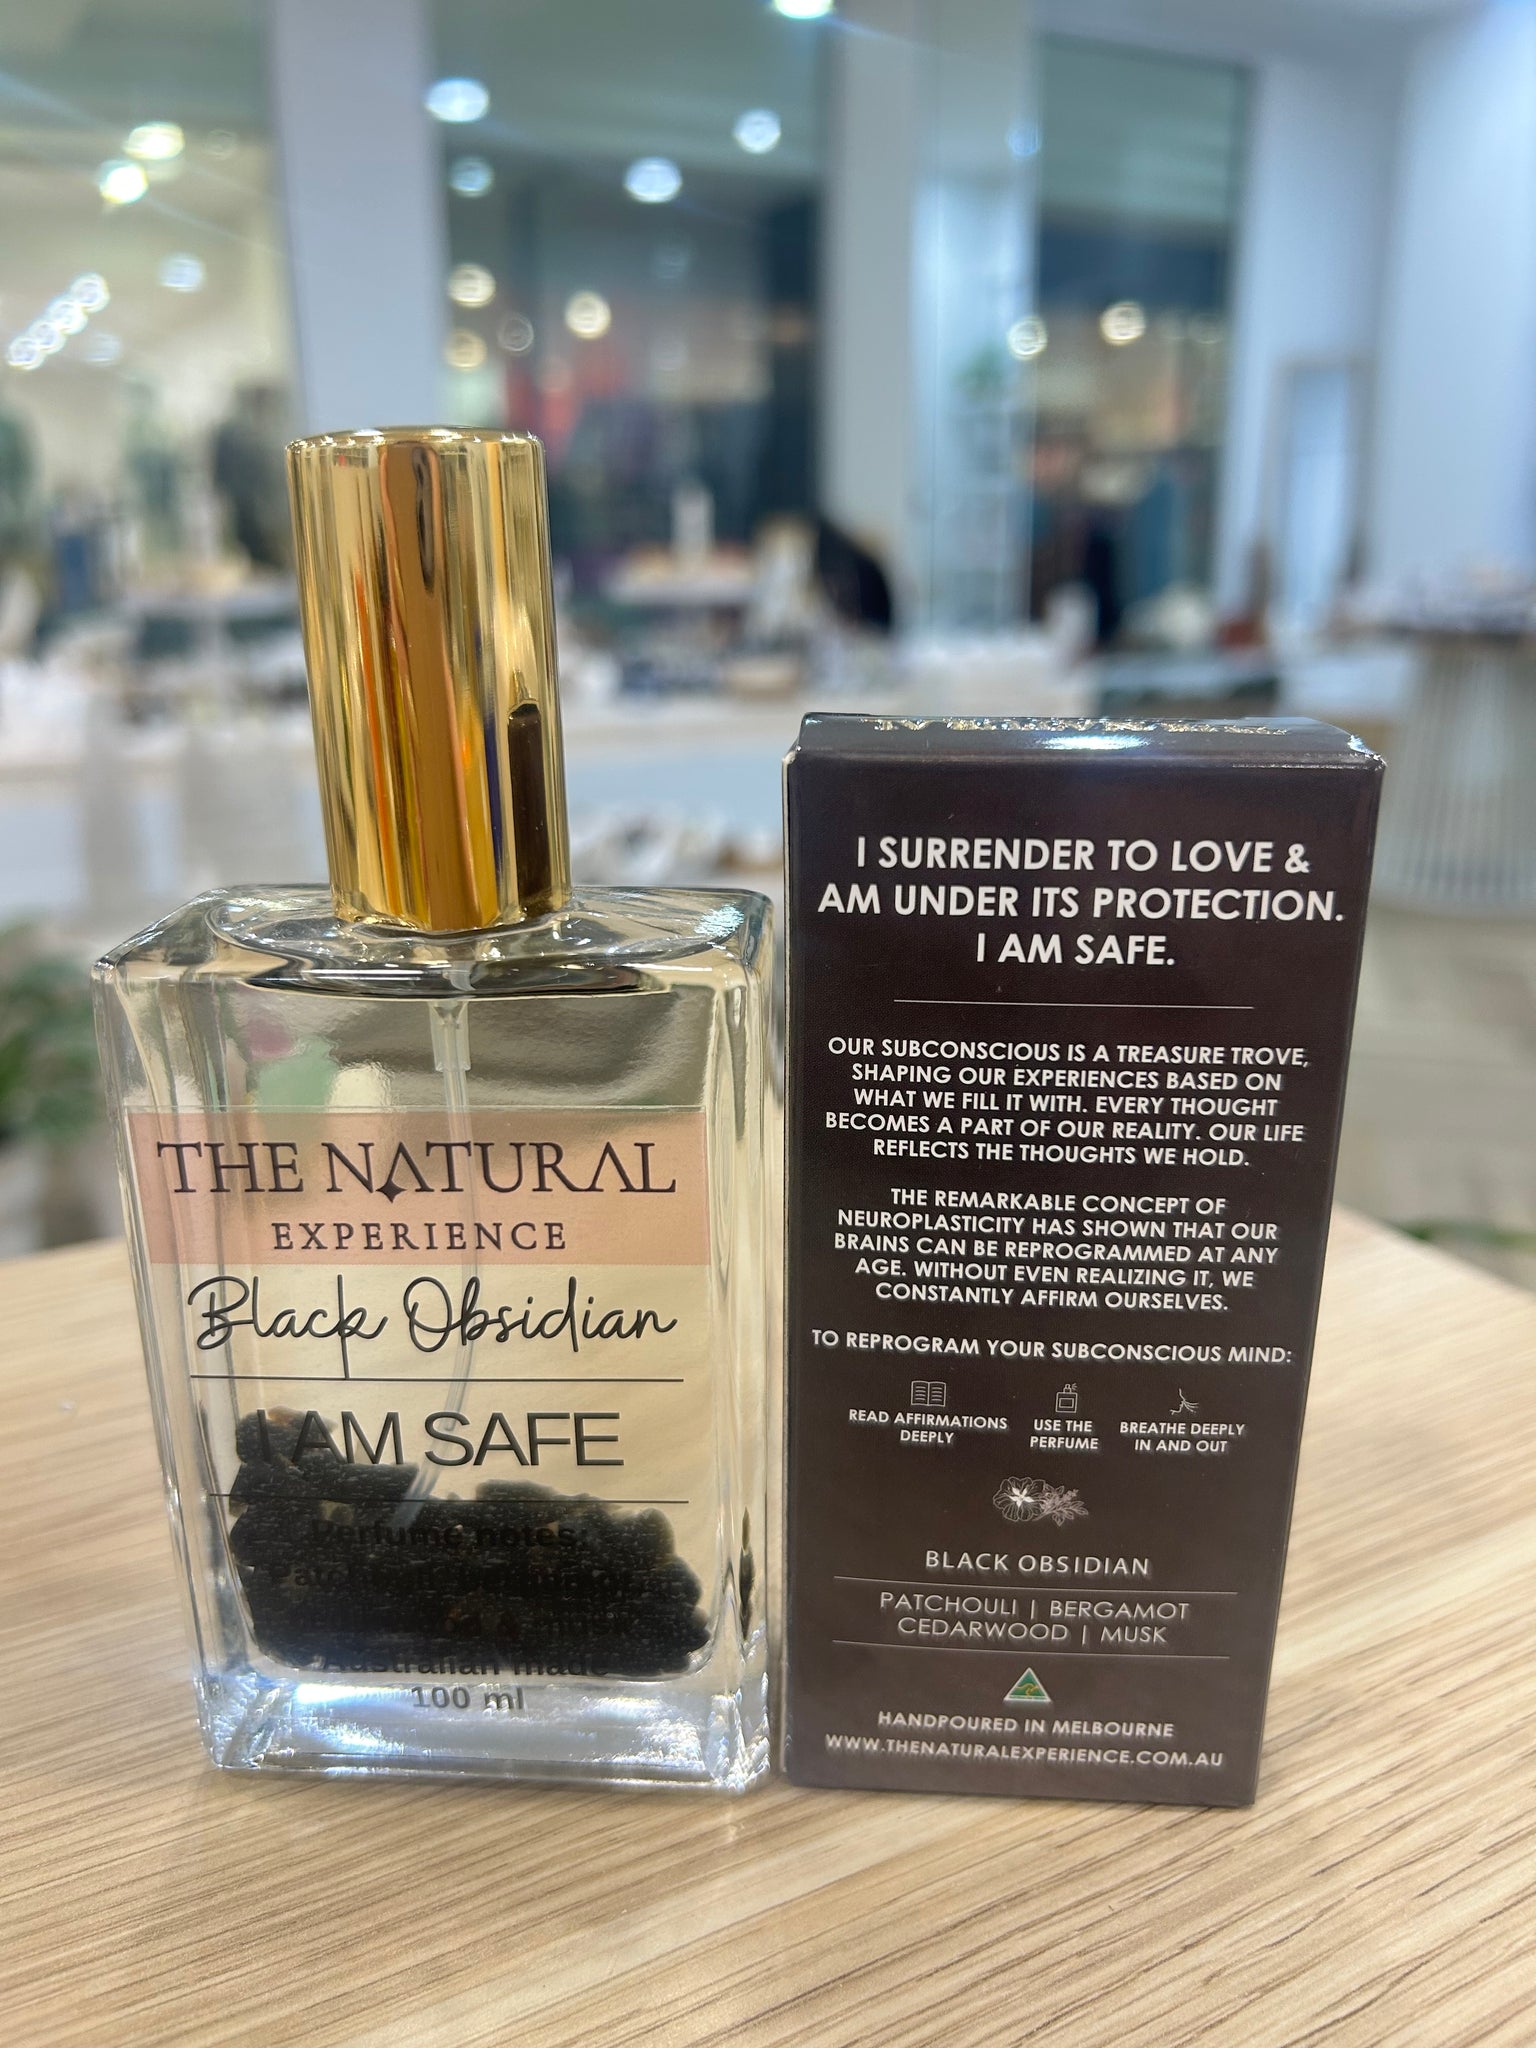 THE NATURAL
EXPERIENCE
Black Obsidian
I AM SAFE
Perfume notes:
Australian made
100 ml
I SURRENDER TO LOVE &
AM UNDER ITS PROTECTION.
I AM SAFE.
OUR SUBCONSCIOUS IS A TREASURE TROVE,
SHAPING OUR EXPERIENCES BASED ON
WHAT WE FILL IT WITH. EVERY THOUGHT
BECOMES A PART OF OUR REALITY. OUR LIFE
REFLECTS THE THOUGHTS WE HOLD.
THE REMARKABLE CONCEPT OF
NEUROPLASTICITY HAS SHOWN THAT OUR
BRAINS CAN BE REPROGRAMMED AT ANY
AGE. WITHOUT EVEN REALIZING IT, WE
CONSTANTLY AFFIRM OURSELVES.
TO REPROGRAM YOUR SUBCONSCIOUS MIND:
READ AFFIRMATIONS
DEEPLY
USE THE
PERFUME
BREATHE DEEPLY
IN AND OUT
BLACK OBSIDIAN
PATCHOULI | BERGAMOT
CEDARWOOD | MUSK
HANDPOURED IN MELBOURNE
WWW.THENATURALEXPERIENCE.COM.AU